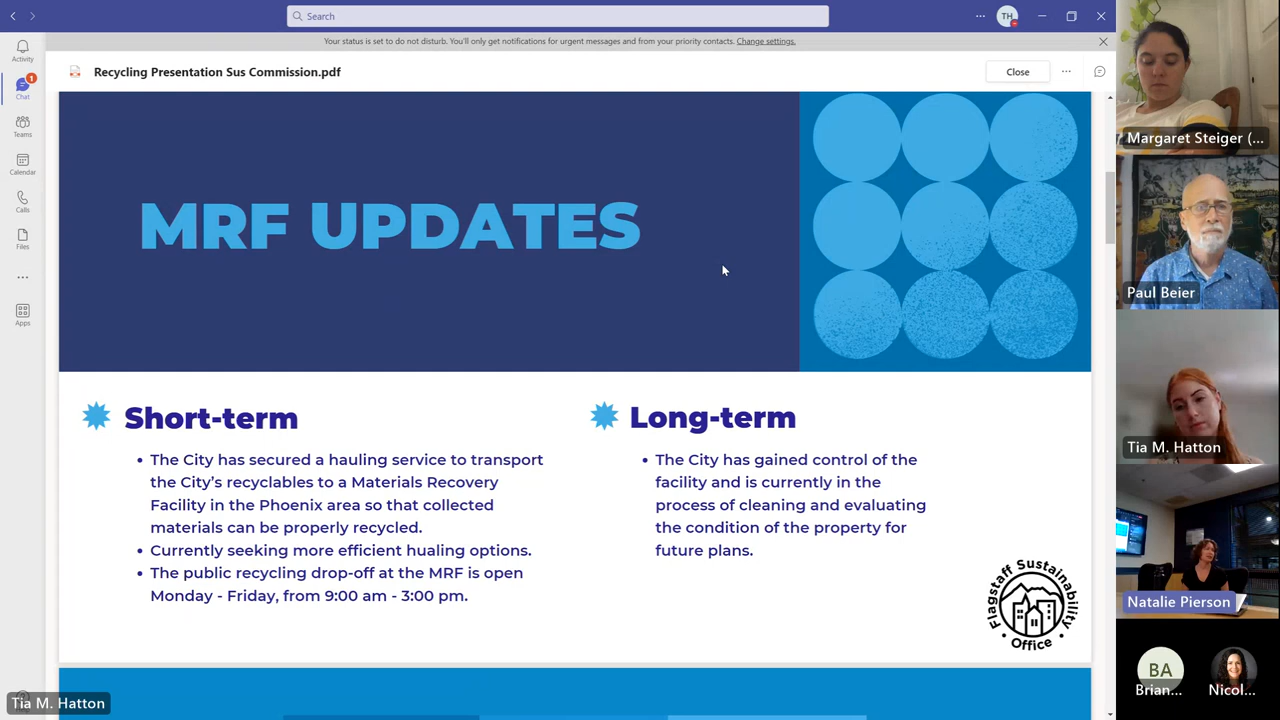 Search
TH
Your status is set to do not disturb. You'll only get notifications for urgent messages and from your priority contacts. Change settings.
Activity
1
Chat
Teams
Calendar
Calls
Files
Apps
Recycling Presentation Sus Commission.pdf
Close
MRF UPDATES
Short-term
The City has secured a hauling service to transport
the City's recyclables to a Materials Recovery
Facility in the Phoenix area so that collected
materials can be properly recycled.
Currently seeking more efficient hualing options.
The public recycling drop-off at the MRF is open
Monday - Friday, from 9:00 am - 3:00 pm.
Long-term
The City has gained control of the
facility and is currently in the
process of cleaning and evaluating
the condition of the property for
future plans.
Flagstaff Sustainability
Office
Tia M. Hatton
Margaret Steiger (...
Paul Beier
Tia M. Hatton
Natalie Pierson
BA
Brian...
Nicol...